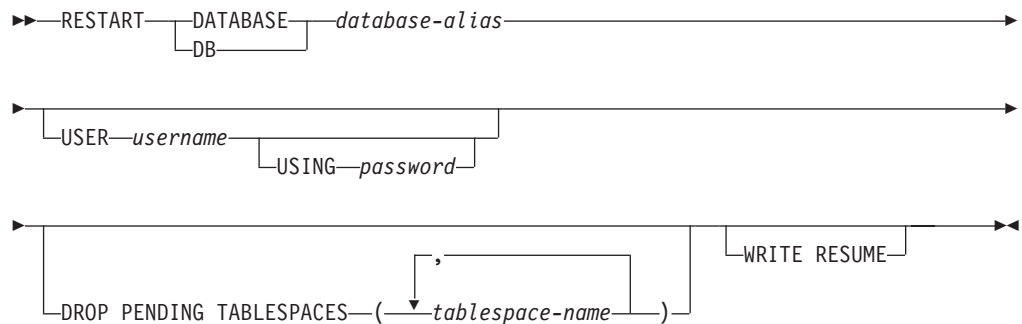 RESTART DATABASE database-alias
DB
USER username
USING password
,
WRITE RESUME
DROP PENDING TABLESPACES ( tablespace-name )